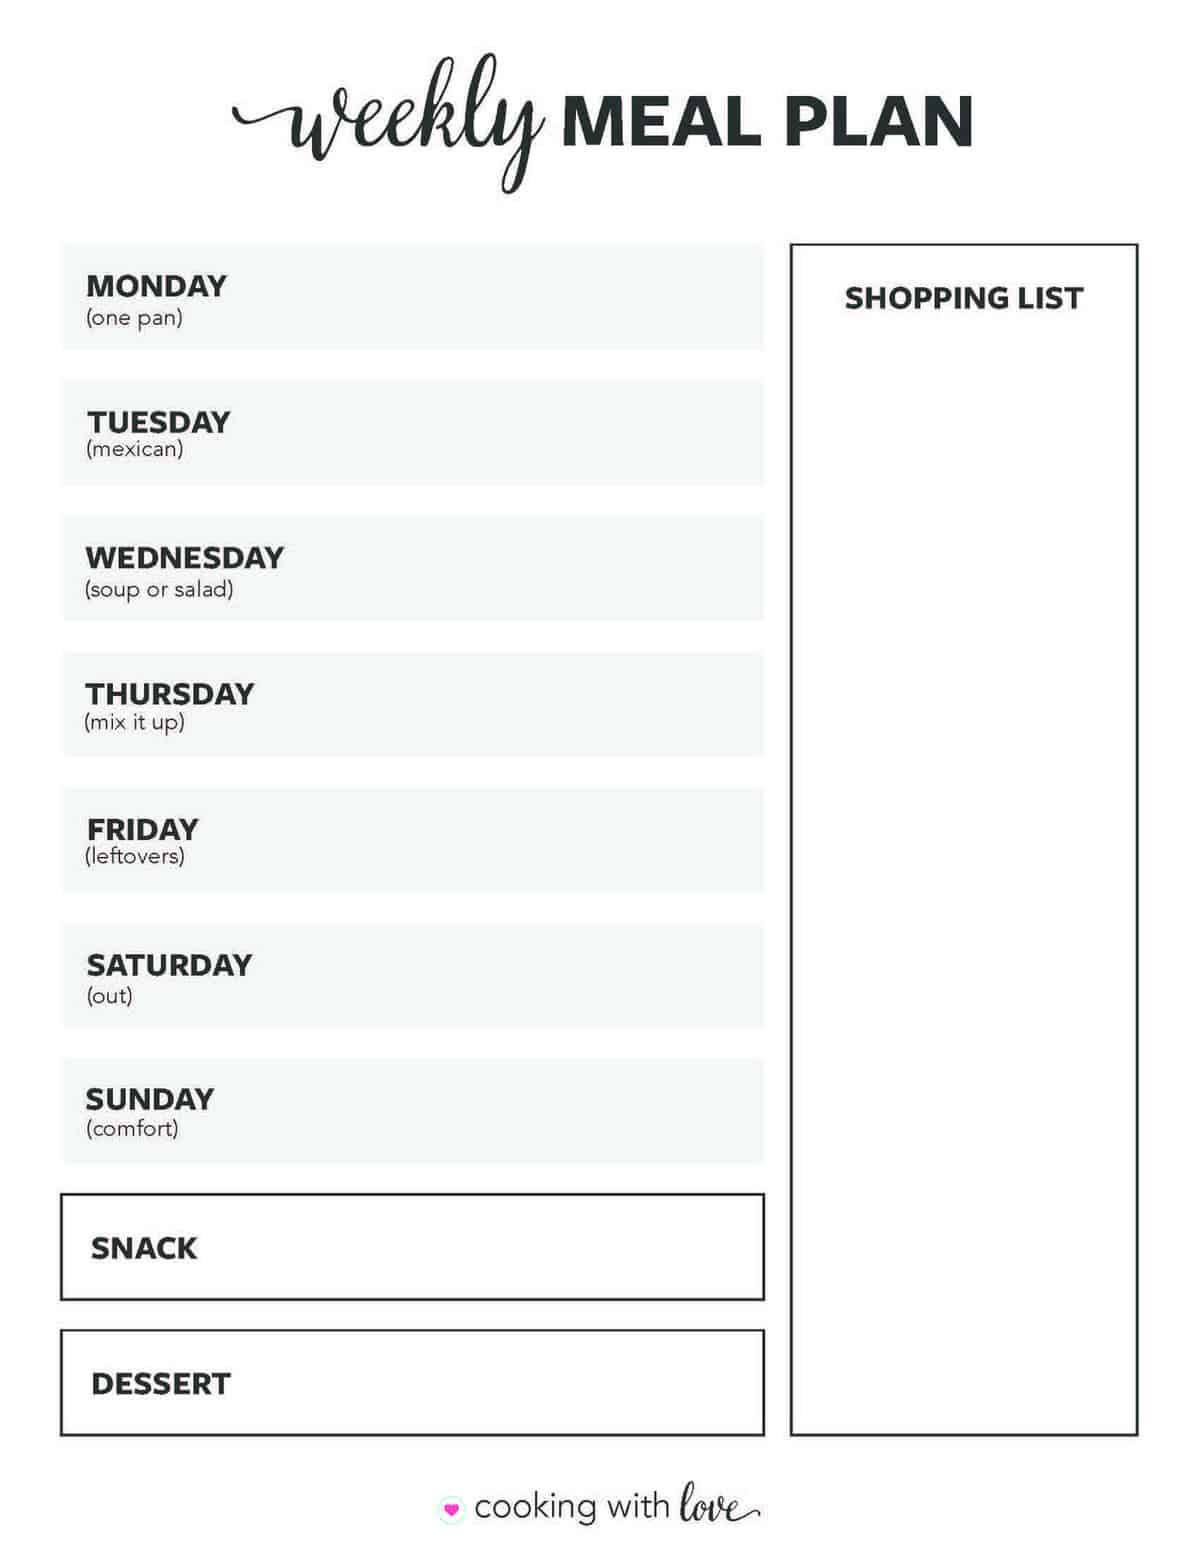 weekly MEAL PLAN
MONDAY
(one pan)
TUESDAY
(mexican)
WEDNESDAY
(soup or salad)
THURSDAY
(mix it up)
FRIDAY
(leftovers)
SATURDAY
(out)
SUNDAY
(comfort)
SNACK
DESSERT
SHOPPING LIST
cooking with love